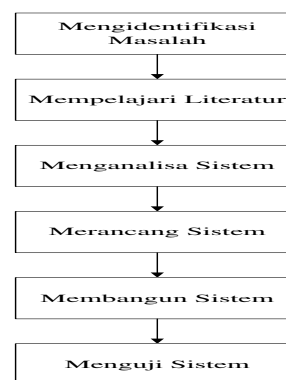 Mengidentifikasi
Masalah
Mempelajari Literatur
Menganalisa Sistem
Merancang Sistem
Membangun Sistem
Menguji Sistem